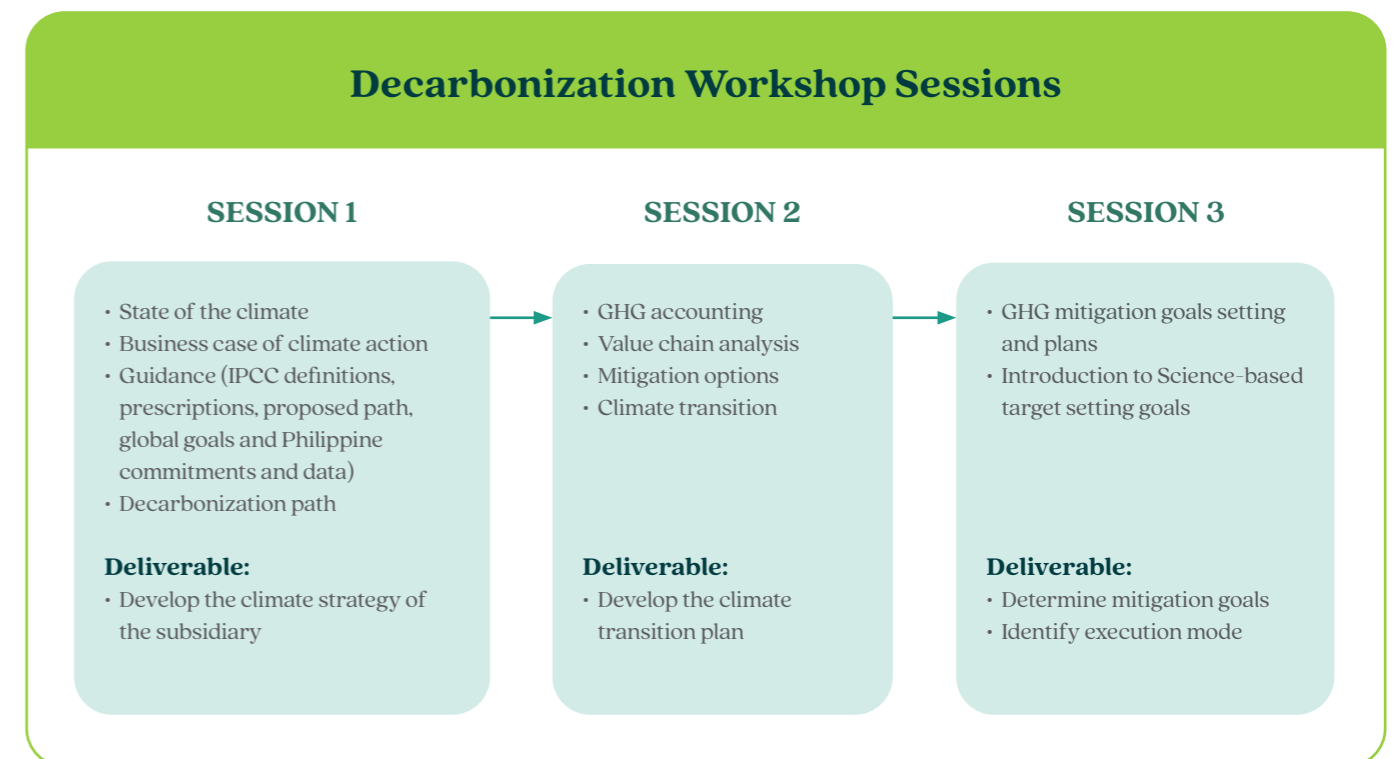 Decarbonization Workshop Sessions
SESSION 1
• State of the climate
• Business case of climate action
• Guidance (IPCC definitions,
prescriptions, proposed path,
global goals and Philippine
commitments and data)
• Decarbonization path
Deliverable:
• Develop the climate strategy of
the subsidiary
SESSION 2
• GHG accounting
• Value chain analysis
• Mitigation options
• Climate transition
Deliverable:
• Develop the climate
transition plan
SESSION 3
• GHG mitigation goals setting
and plans
• Introduction to Science-based
target setting goals
Deliverable:
• Determine mitigation goals
• Identify execution mode